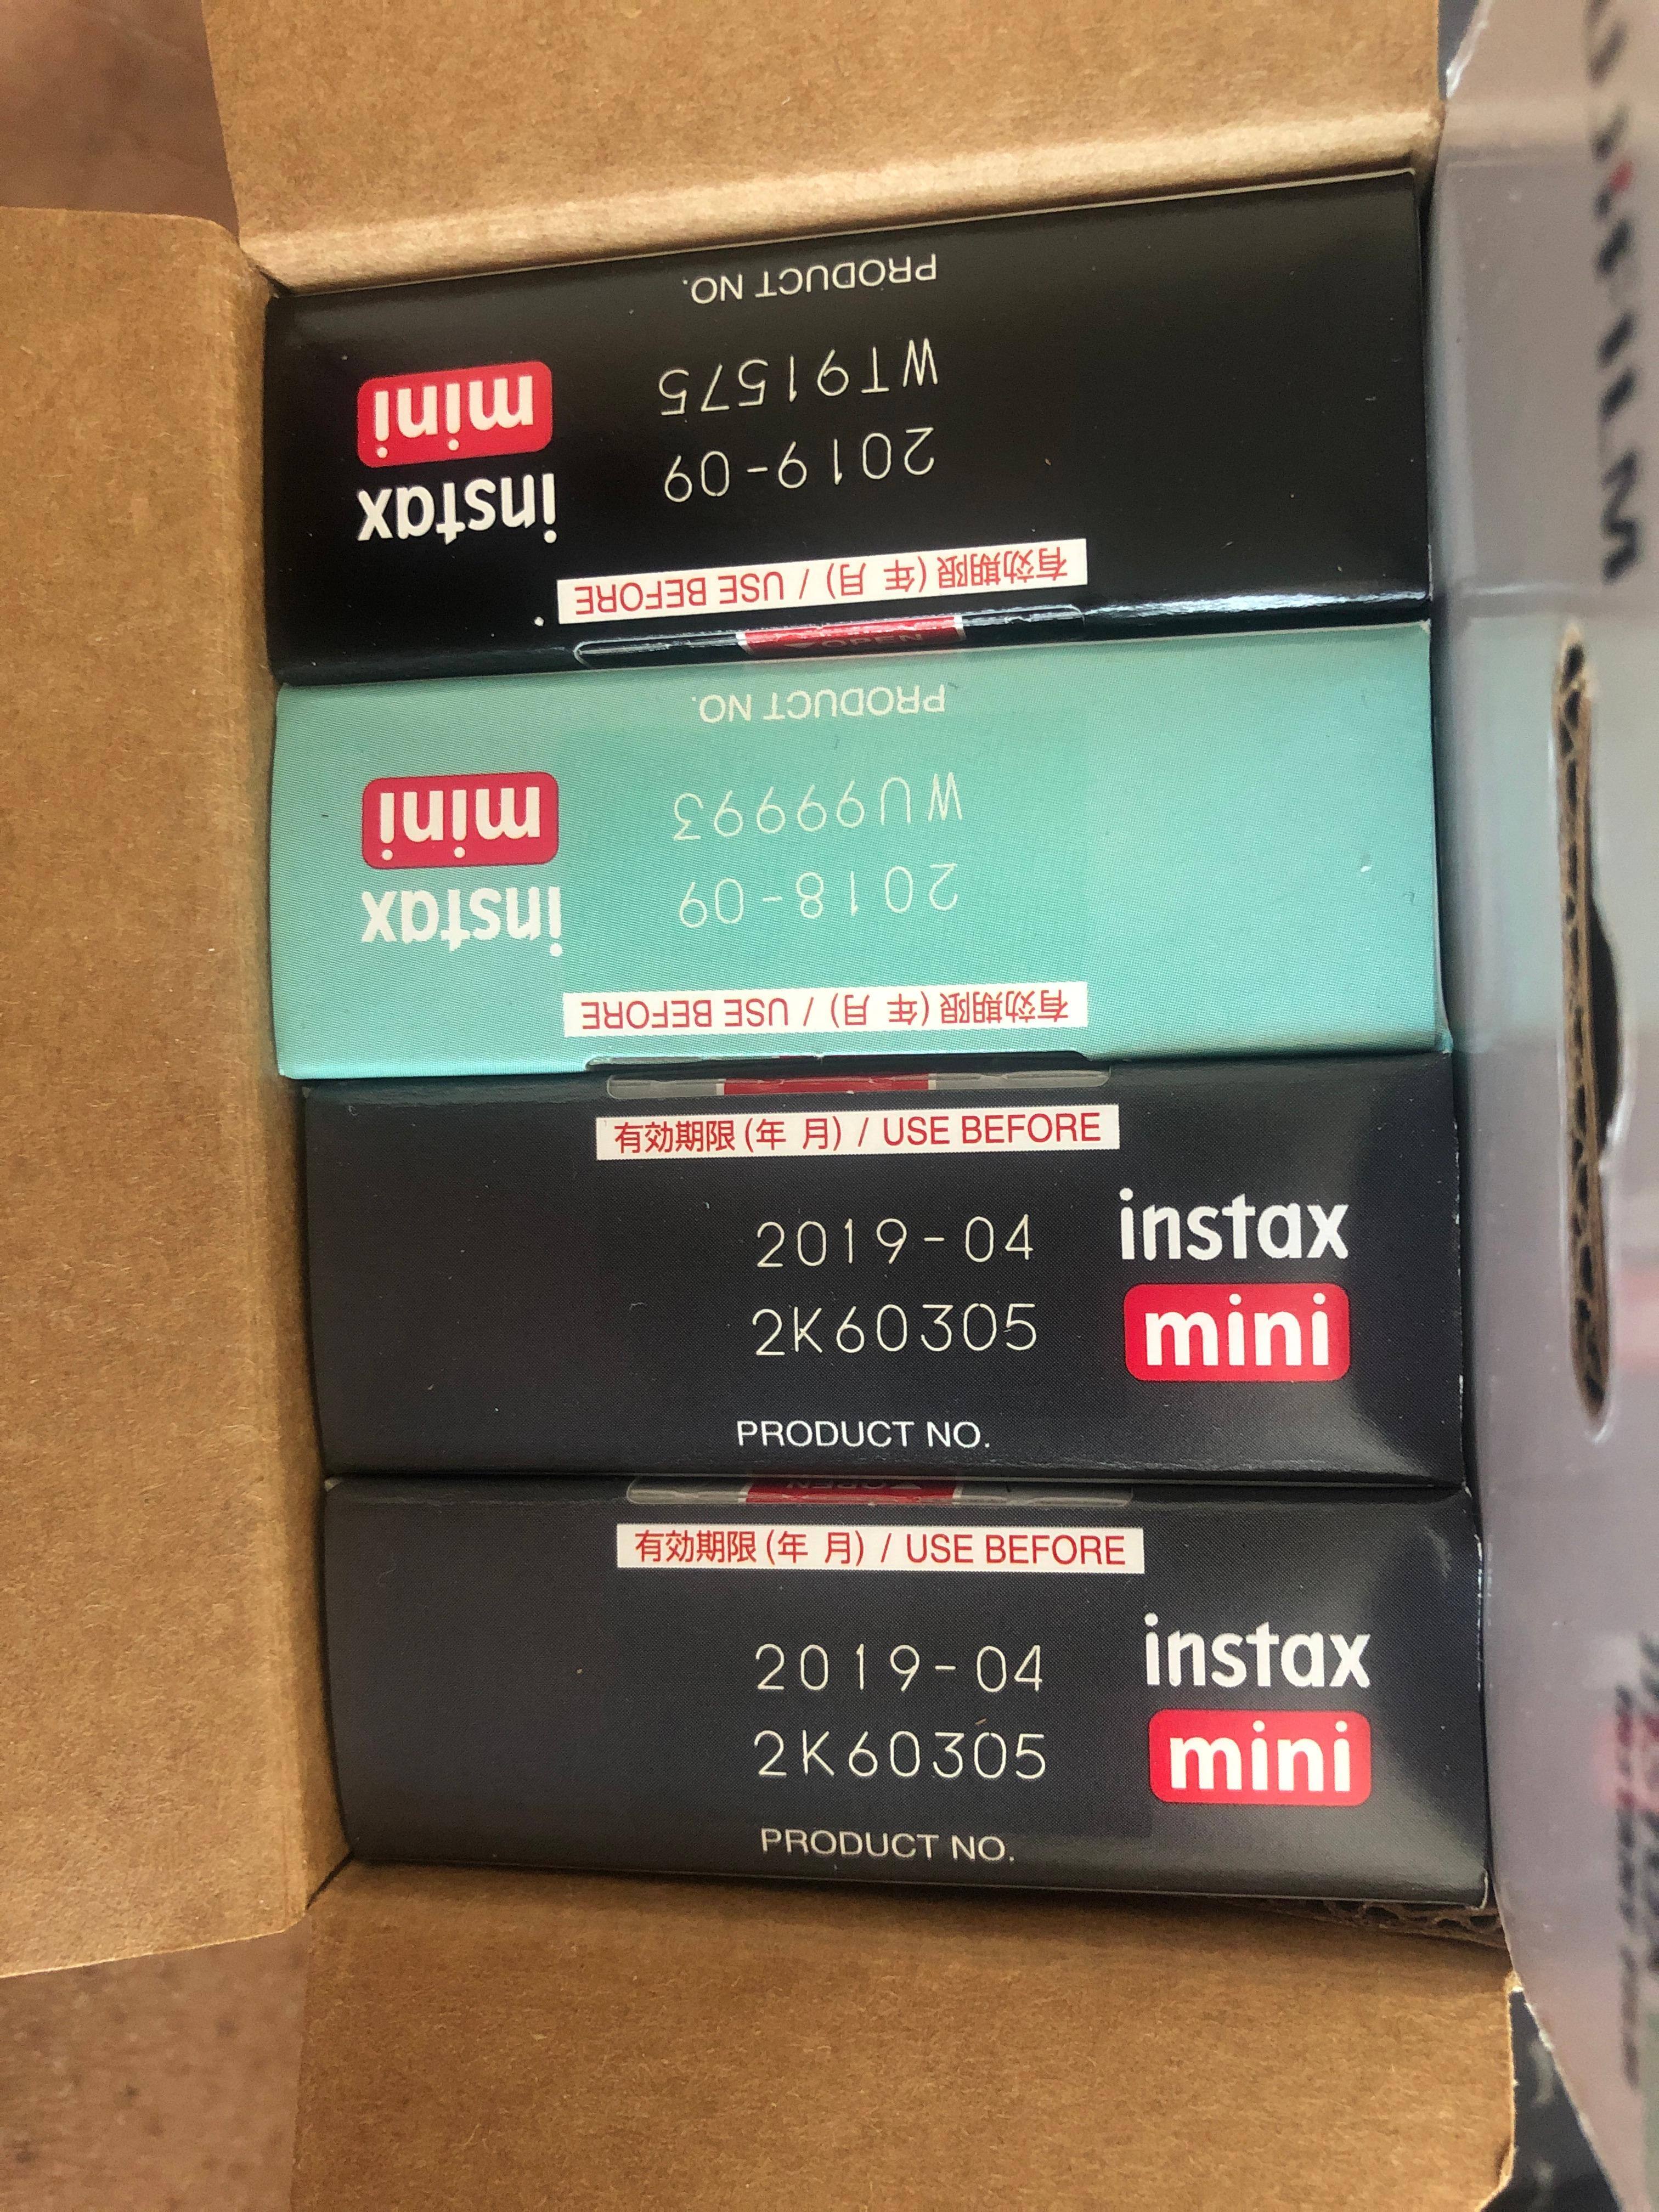 PRODUCT NO.
WT91575
2019-09
有効期限(年 月) / USE BEFORE
instax
mini
OPEN
PRODUCT NO.
WU99993
2018-09
有効期限(年 月) / USE BEFORE
instax
mini
有効期限(年 月) / USE BEFORE
2019-04
2K60305
PRODUCT NO.
instax
mini
OPEN
有効期限(年 月) / USE BEFORE
2019-04
2K60305
PRODUCT NO.
instax
mini